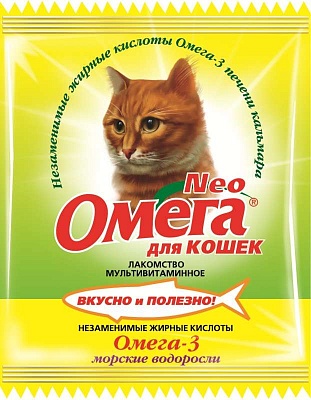 Незаменимые жирные кислоты Омега-3 печени кальмара
Neo
Омега®
для КОШЕК
ЛАКОМСТВО
МУЛЬТИВИТАМИННОЕ
ВКУСНО и ПОЛЕЗНО!
НЕЗАМЕНИМЫЕ ЖИРНЫЕ КИСЛОТЫ
Омега-3
морские водоросли